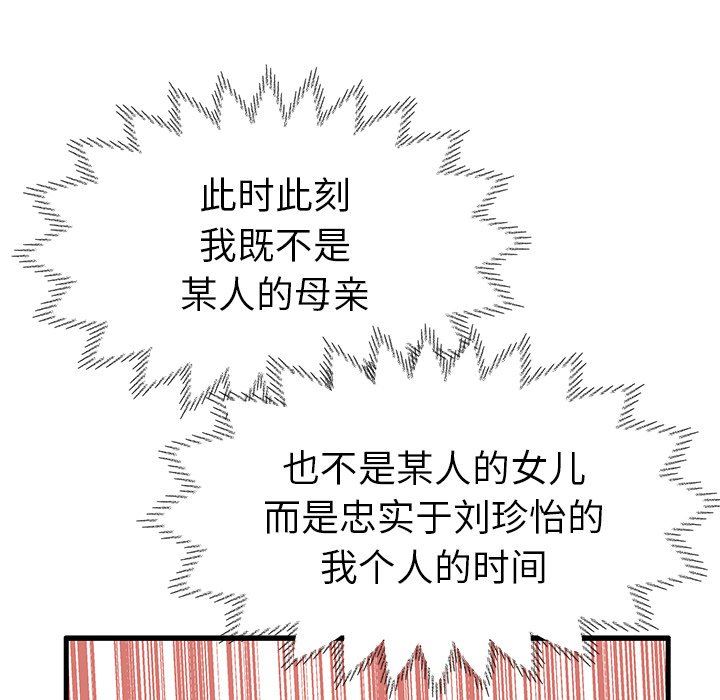 此时此刻
我既不是
某人的母亲
也不是某人的女儿
而是忠实于刘珍怡的
我个人的时间